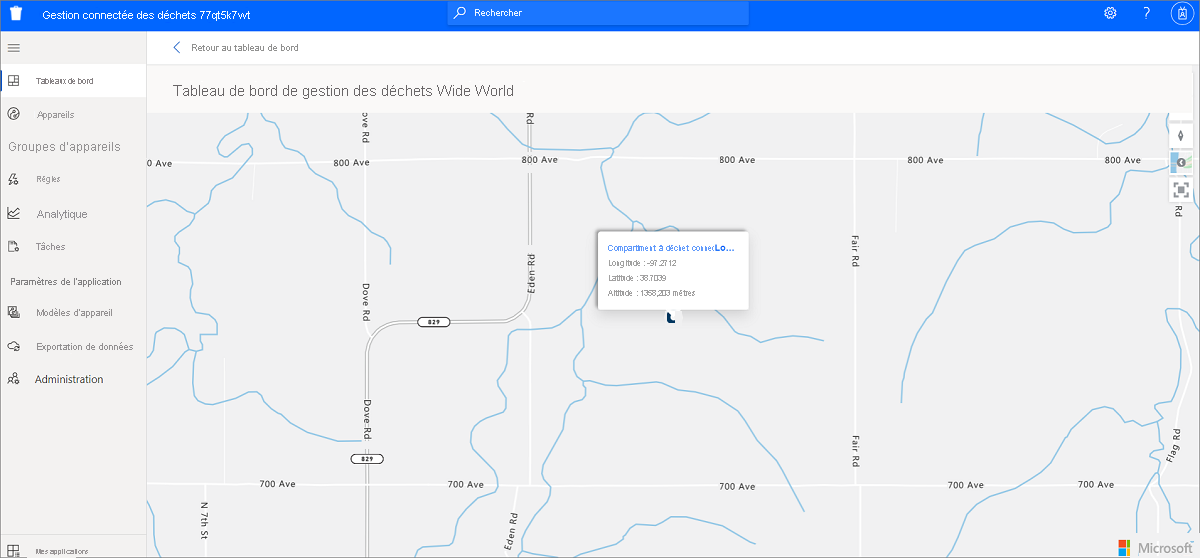 Gestion connectée des déchets 77qt5k7wt
Rechercher
?
Retour au tableau de bord
Tableaux de bord
Tableau de bord de gestion des déchets Wide World
Appareils
Groupes d'appareils
Règles
Analytique
Tâches
Paramètres de l'application
Modèles d'appareil
Exportation de données
Administration
Mes applications
Dove Rd
Rd
0 Ave
800 Ave
800 Ave
800 Ave
800 Ave
800 Ave
Rd
Fair Rd
Eden Rd
Compartiment à déchet connecLo...
Longitude : -97.2712
Latitude : 38.7039
Altitude : 1358,203 mètres
Dove Rd
829
Dove Rd
829
Fair Rd
Flag Rd
700 Ave
700 Ave
700 Ave
700 Ave
700 Ave
N 7th St
Eden Rd
Microsoft